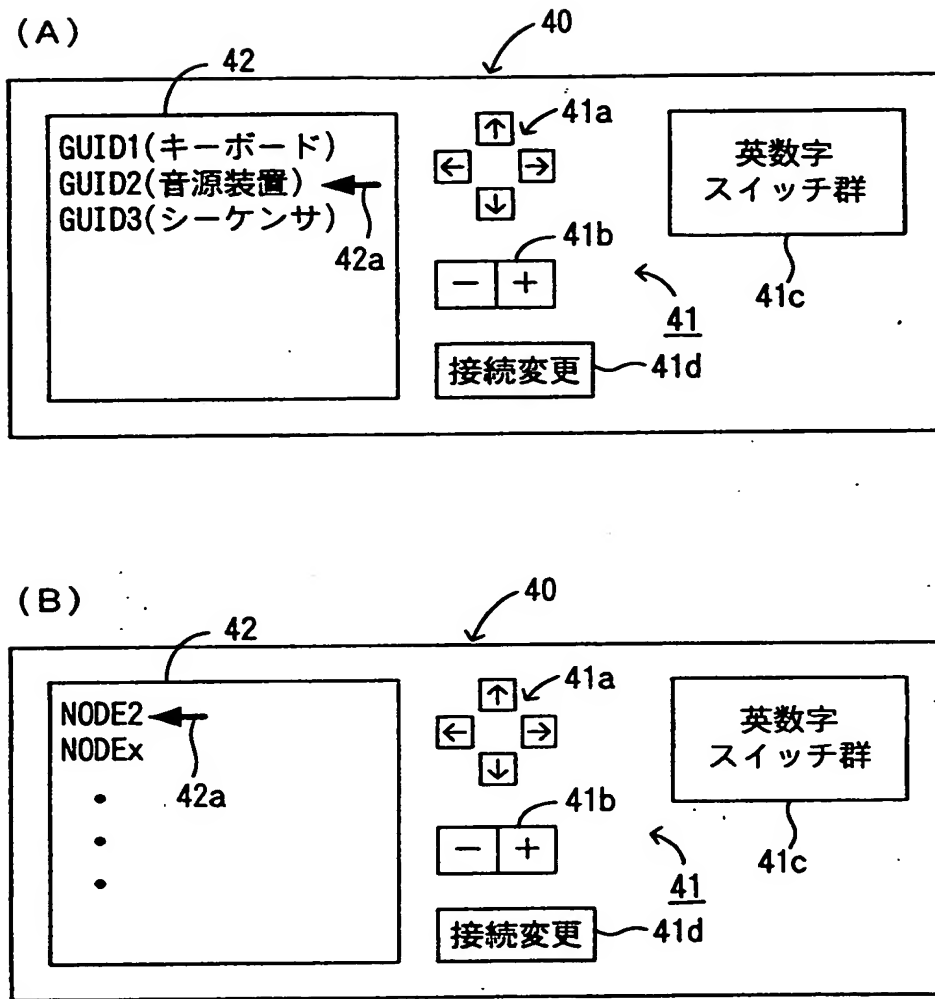 (A)
40
42
41a
GUID1(キーボード)
GUID2(音源装置)
GUID3(シーケンサ)
42a
↑
← →
↓
41b
− +
41
接続変更
41d
英数字
スイッチ群
41c
(B)
40
42
41a
NODE2
NODEx
42a
↑
← →
↓
41b
− +
41
接続変更
41d
英数字
スイッチ群
41c